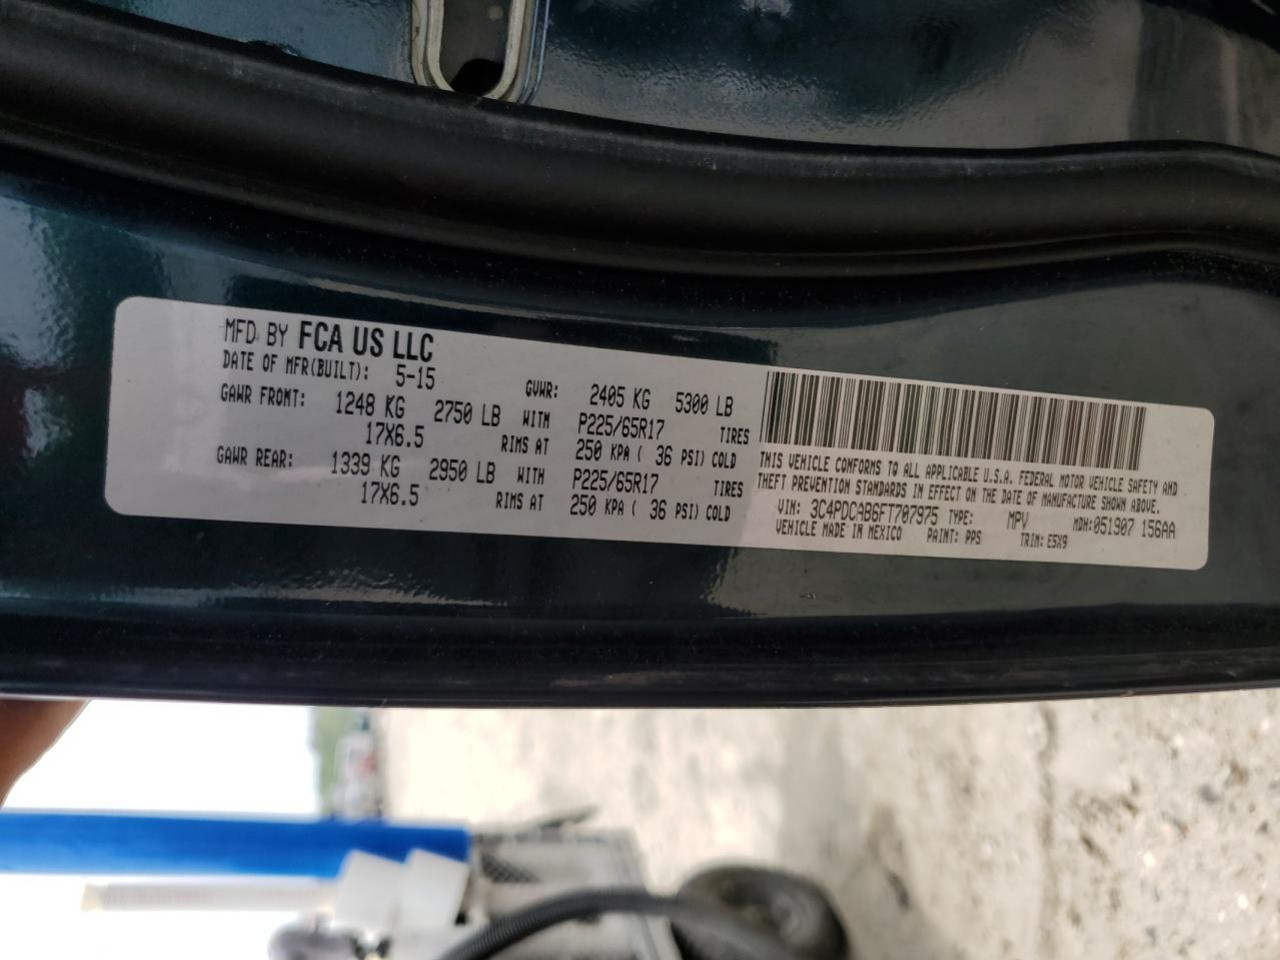 MFD BY FCA US LLC
DATE OF MFR(BUILT): 5-15 GVWR: 2405 KG 5300 LB
GAWR FRONT: 1248 KG 2750 LB WITH P225/65R17 TIRES
17X6.5 RIMS AT 250 KPA ( 36 PSI) COLD
GAWR REAR: 1339 KG 2950 LB WITH P225/65R17 TIRES
17X6.5 RIMS AT 250 KPA ( 36 PSI) COLD
THIS VEHICLE CONFORMS TO ALL APPLICABLE U.S.A. FEDERAL MOTOR VEHICLE SAFETY AND
THEFT PREVENTION STANDARDS IN EFFECT ON THE DATE OF MANUFACTURE SHOWN ABOVE.
VIN: 3C4PDCAB6FT707975 TYPE: MPV MDH: 051907 156AA
VEHICLE MADE IN MEXICO PAINT: PPS TRIM: E5X9